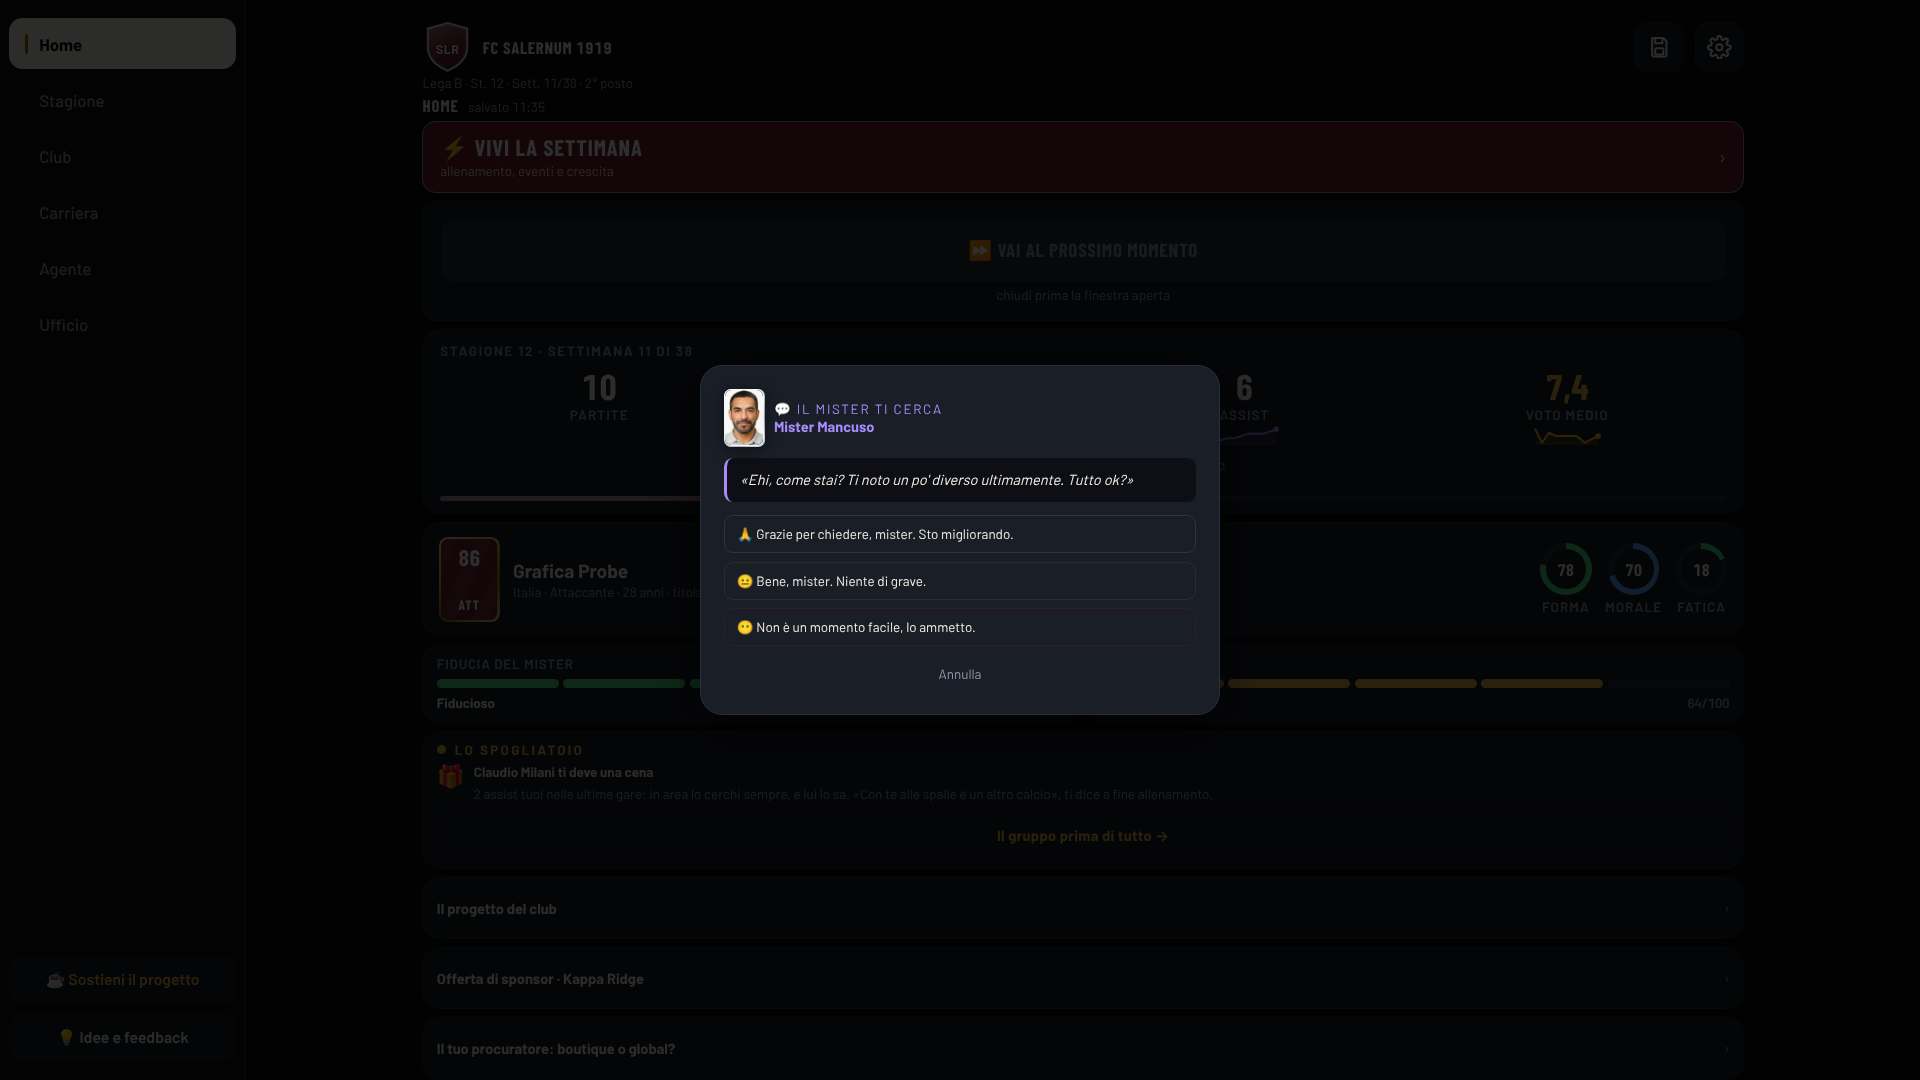 Home
Stagione
Club
Carriera
Agente
Ufficio
☕ Sostieni il progetto
💡 Idee e feedback
SLR
FC SALERNUM 1919
Lega B · St. 12 · Sett. 11/38 · 2° posto
HOME salvato 11:35
⚡ VIVI LA SETTIMANA
allenamento, eventi e crescita
›
⏩ VAI AL PROSSIMO MOMENTO
chiudi prima la finestra aperta
STAGIONE 12 · SETTIMANA 11 DI 38
10
PARTITE
6
ASSIST
7,4
VOTO MEDIO
💬 IL MISTER TI CERCA
Mister Mancuso
«Ehi, come stai? Ti noto un po' diverso ultimamente. Tutto ok?»
🙏 Grazie per chiedere, mister. Sto migliorando.
😐 Bene, mister. Niente di grave.
😶 Non è un momento facile, lo ammetto.
Annulla
86
ATT
Grafica Probe
Italia · Attaccante · 28 anni ·
78
FORMA
70
MORALE
18
FATICA
FIDUCIA DEL MISTER
Fiducioso
64/100
LO SPOGLIATOIO
Claudio Milani ti deve una cena
2 assist tuoi nelle ultime gare: in area lo cerchi sempre, e lui lo sa. «Con te alle spalle è un altro calcio», ti dice a fine allenamento.
Il gruppo prima di tutto →
Il progetto del club
›
Offerta di sponsor · Kappa Ridge
›
Il tuo procuratore: boutique o global?
›